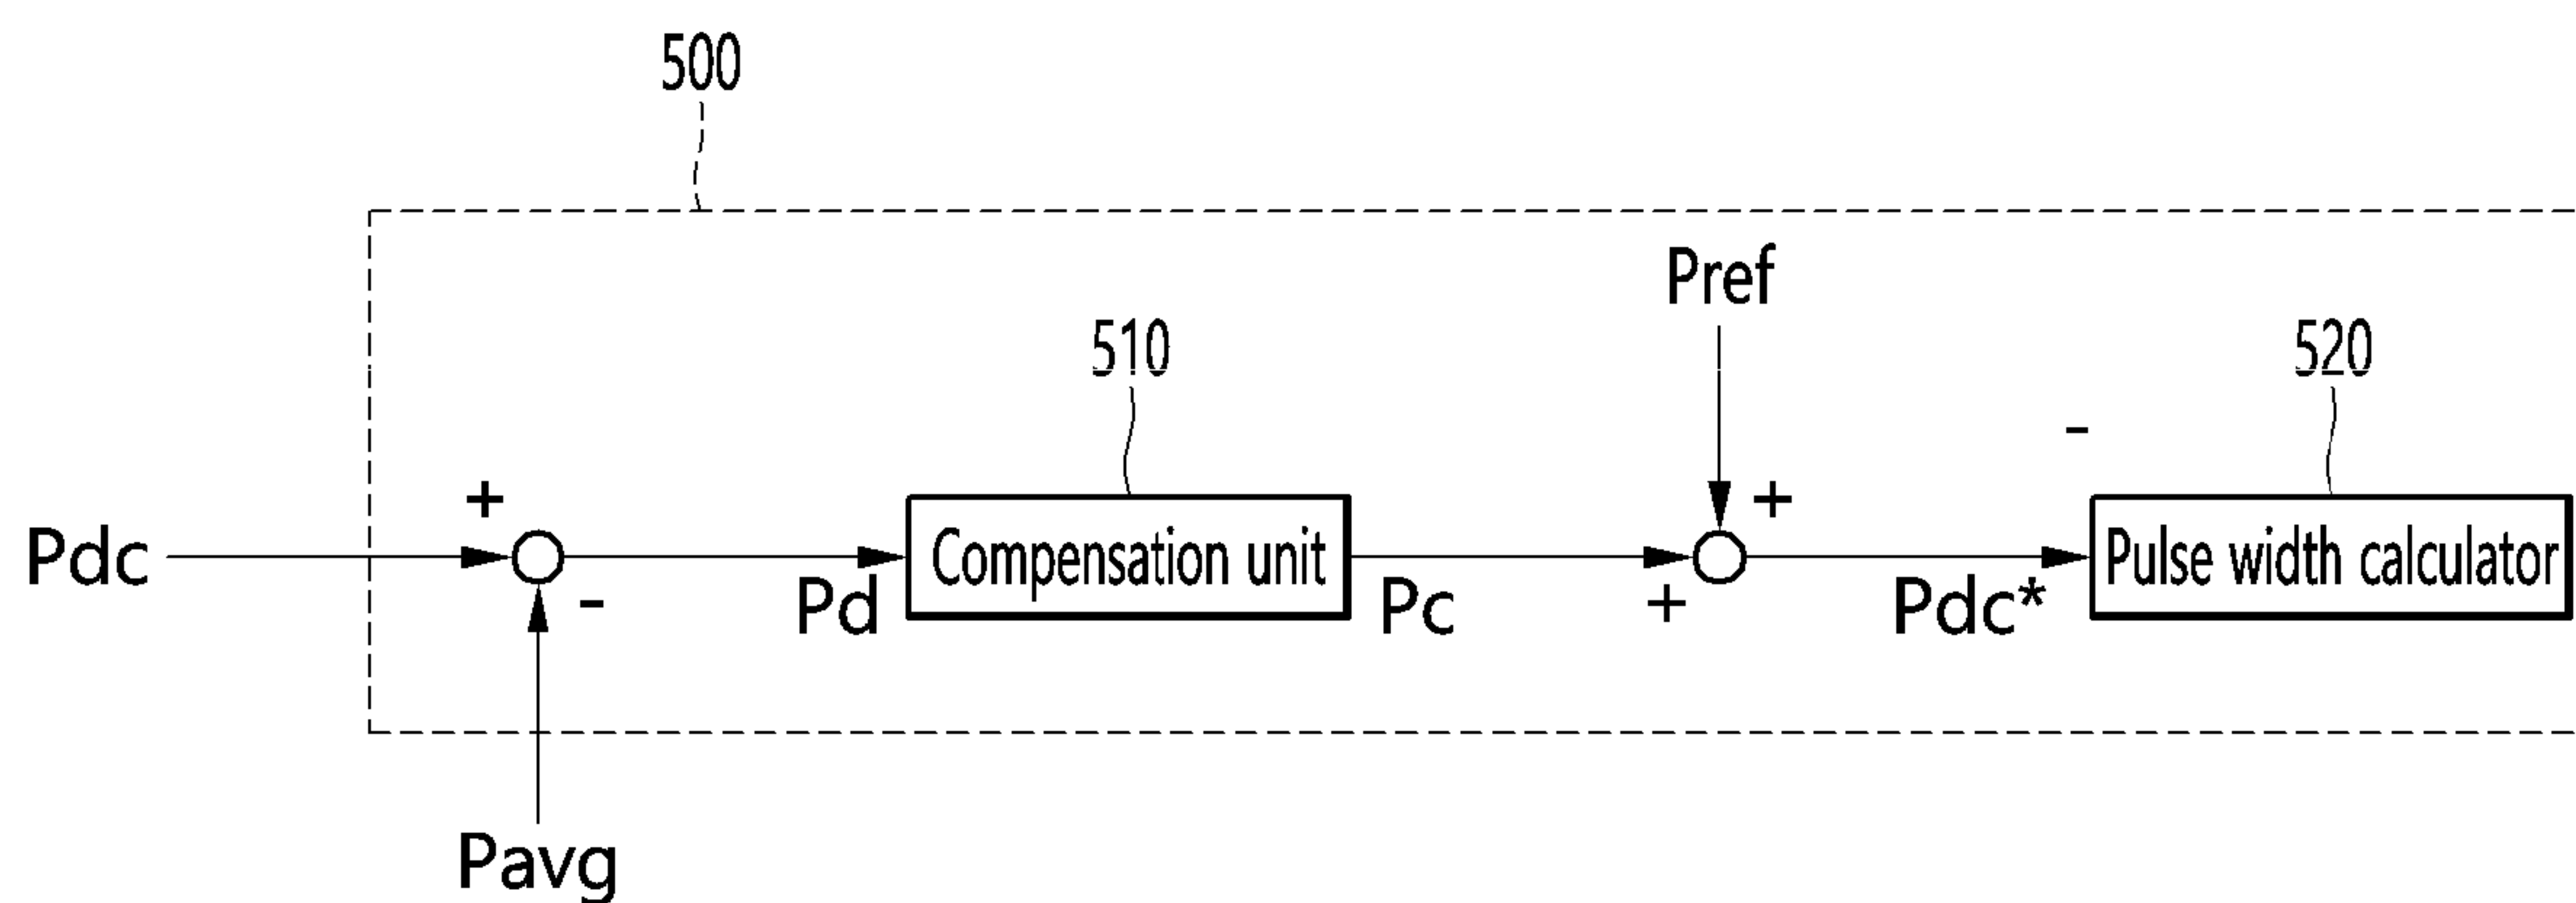 500
Pref
510
520
-
+
+
Pdc
Compensation unit
Pulse width calculator
-
Pd
Pc
+
Pdc*
Pavg